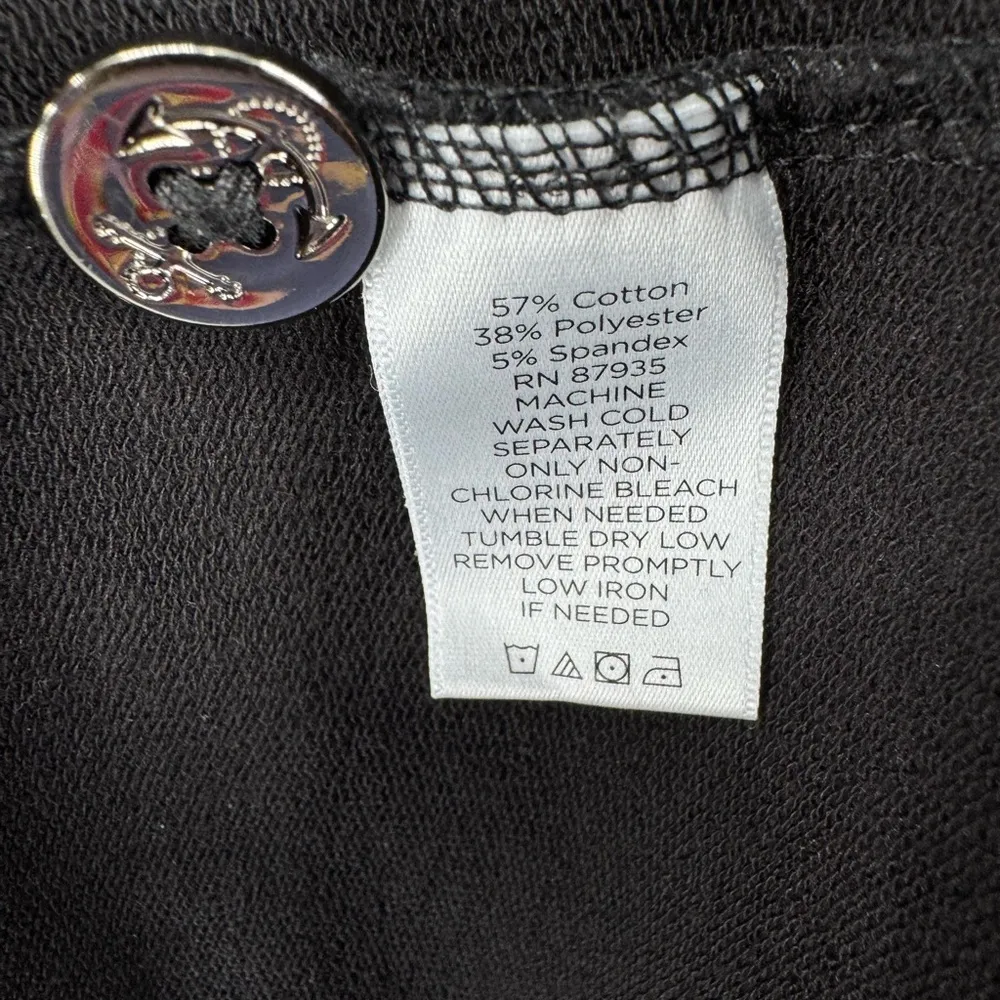 57% Cotton
38% Polyester
5% Spandex
RN 87935
MACHINE
WASH COLD
SEPARATELY
ONLY NON-
CHLORINE BLEACH
WHEN NEEDED
TUMBLE DRY LOW
REMOVE PROMPTLY
LOW IRON
IF NEEDED